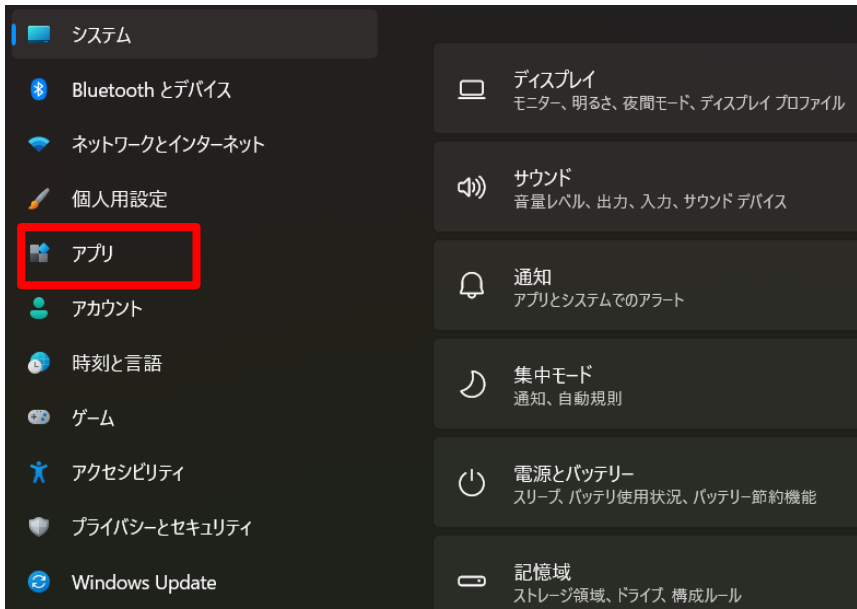 システム
Bluetooth とデバイス
ネットワークとインターネット
個人用設定
アプリ
アカウント
時刻と言語
ゲーム
アクセシビリティ
プライバシーとセキュリティ
Windows Update
ディスプレイ
モニター、明るさ、夜間モード、ディスプレイ プロファイル
サウンド
音量レベル、出力、入力、サウンド デバイス
通知
アプリとシステムでのアラート
集中モード
通知、自動規則
電源とバッテリー
スリープ、バッテリ使用状況、バッテリー節約機能
記憶域
ストレージ領域、ドライブ、構成ルール